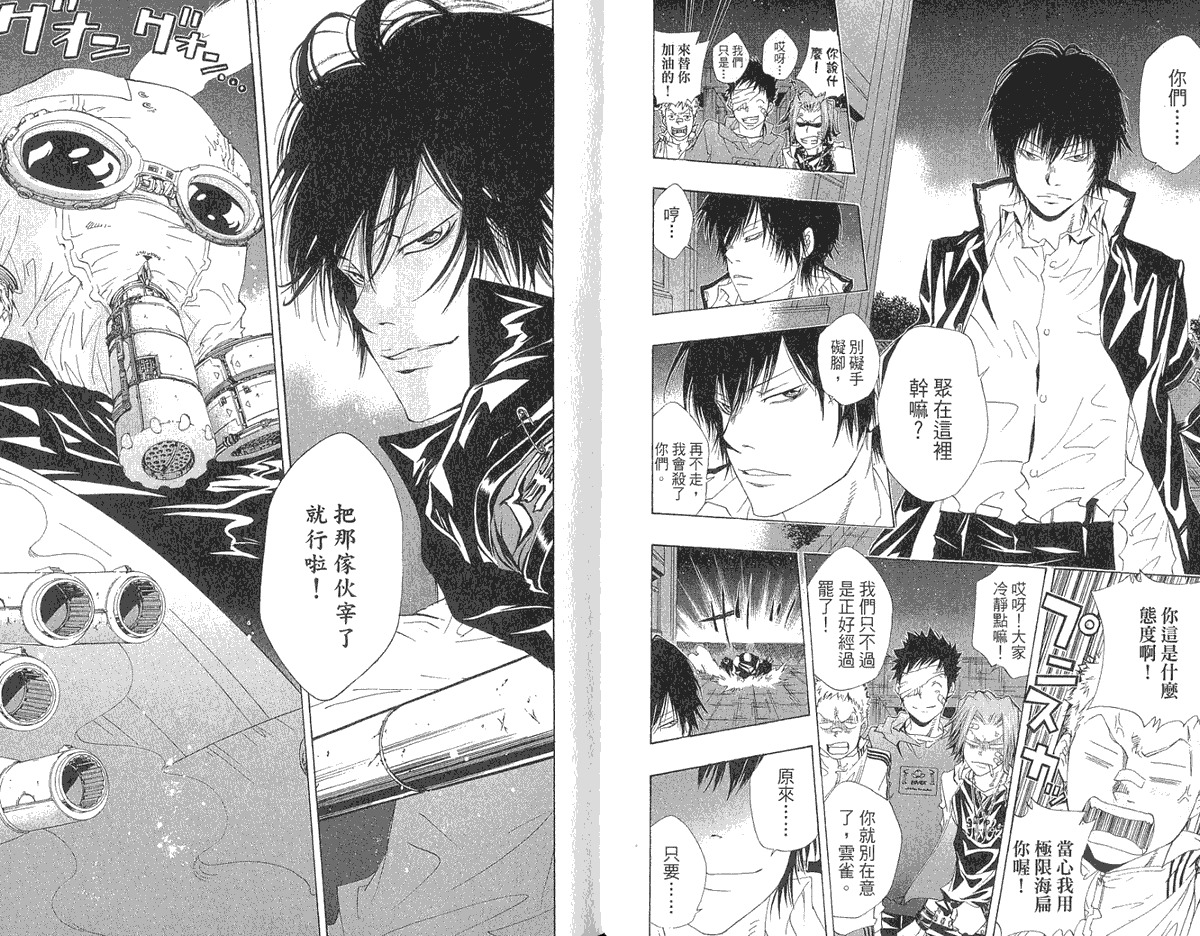 你們……
聚在這裡
幹嘛？
你說什
麼！
哎呀…
我們
只是…
來替你
加油的！
哼…
別礙手
礙腳，
再不走，
我會殺了
你們。
你這是什麼
態度啊！
プンスカッ
當心我用
極限海扁
你喔！
哎呀！大家
冷靜點嘛！
我們只不過
是正好經過
罷了！
你就別在意
了，雲雀。
原來……
只要……
把那傢伙宰了
就行啦！
グオン
グオン…